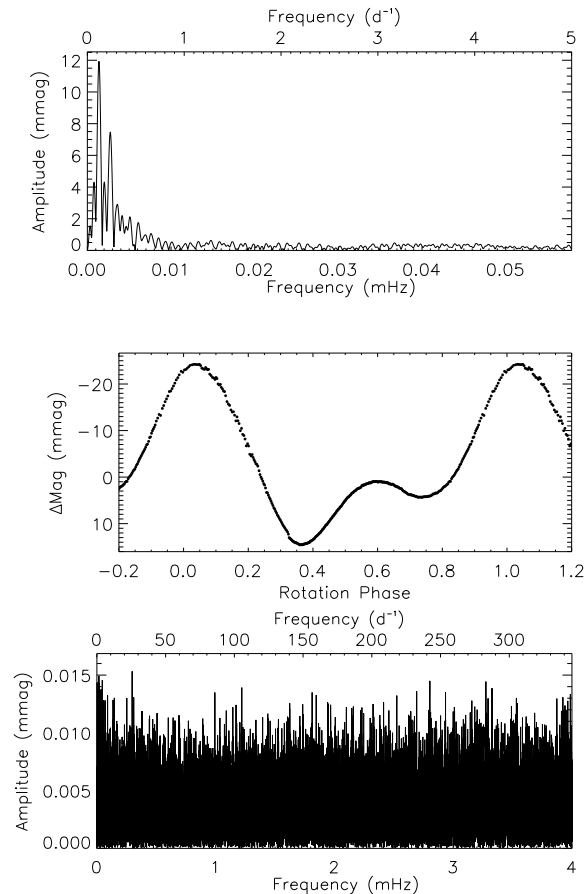 Frequency (d⁻¹)
0 1 2 3 4 5
Amplitude (mmag)
12
10
8
6
4
2
0
0.00 0.01 0.02 0.03 0.04 0.05
Frequency (mHz)
ΔMag (mmag)
−20
−10
0
10
−0.2 0.0 0.2 0.4 0.6 0.8 1.0 1.2
Rotation Phase
Frequency (d⁻¹)
0 50 100 150 200 250 300
Amplitude (mmag)
0.015
0.010
0.005
0.000
0 1 2 3 4
Frequency (mHz)